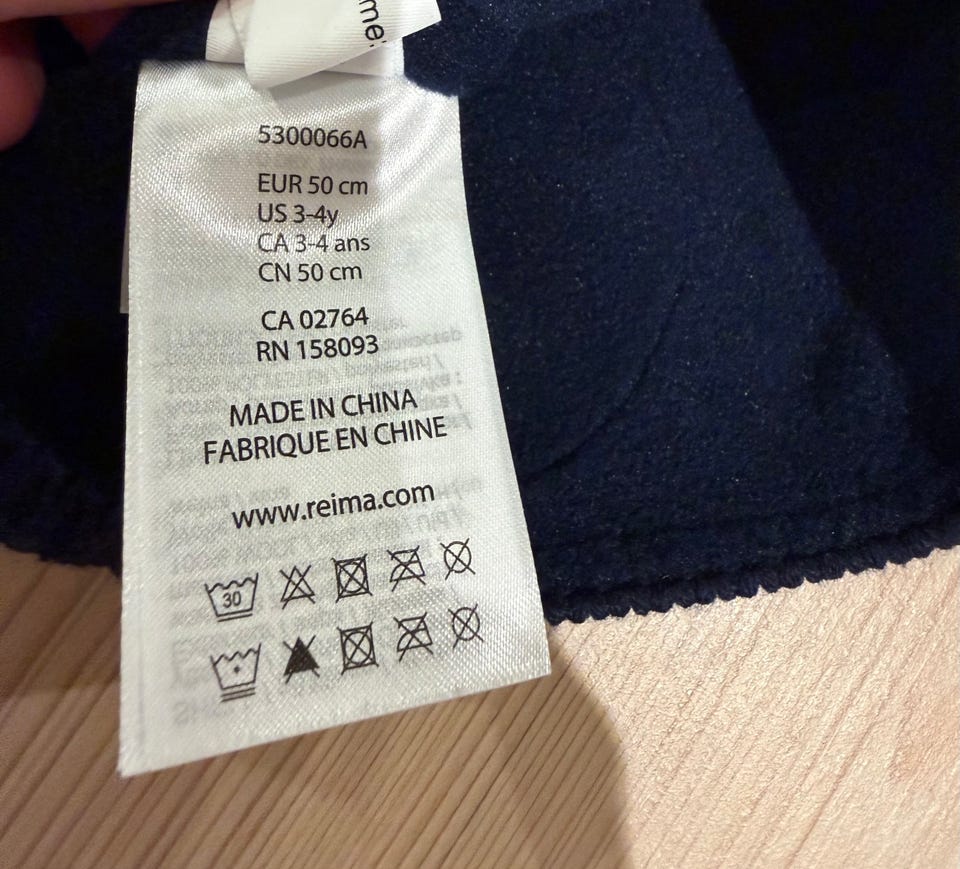 me:
5300066A
EUR 50 cm
US 3-4y
CA 3-4 ans
CN 50 cm
CA 02764
RN 158093
MADE IN CHINA
FABRIQUE EN CHINE
www.reima.com
30